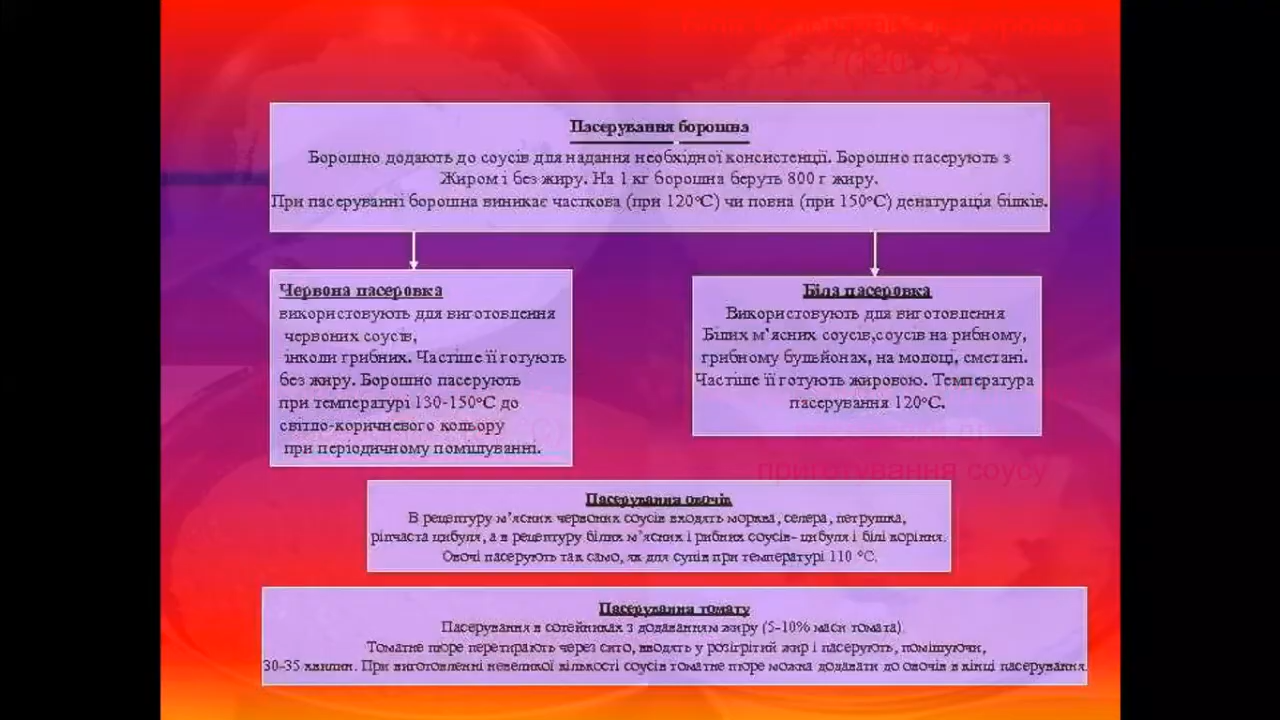 (120 °C)
Пасерування борошна
Борошно додають до соусів для надання необхідної консистенції. Борошно пасерують з
Жиром і без жиру. На 1 кг борошна беруть 800 г жиру.
При пасеруванні борошна виникає часткова (при 120°С) чи повна (при 150°С) денатурація білків.
Червона пасеровка
використовують для виготовлення
червоних соусів,
інколи грибних. Частіше її готують
без жиру. Борошно пасерують
при температурі 130-150°С до
світло-коричневого кольору
при періодичному помішуванні.
Біла пасеровка
Використовують для виготовлення
Білих м’ясних соусів,соусів на рибному,
грибному бульйонах, на молоці, сметані.
Частіше її готують жировою. Температура
пасерування 120°С.
приготування соусу
Пасерування овочів
В рецептуру м’ясних червоних соусів входять морква, селера, петрушка,
ріпчаста цибуля, а в рецептуру білих м’ясних і рибних соусів- цибуля і білі коріння.
Овочі пасерують так само, як для супів при температурі 110 °С.
Пасерування томату
Пасерування в сотейниках з додаванням жиру (5-10% маси томата).
Томатне пюре перетирають через сито, вводять у розігрітий жир і пасерують, помішуючи,
30-35 хвилин. При виготовленні невеликої кількості соусів томатне пюре можна додавати до овочів в кінці пасерування.